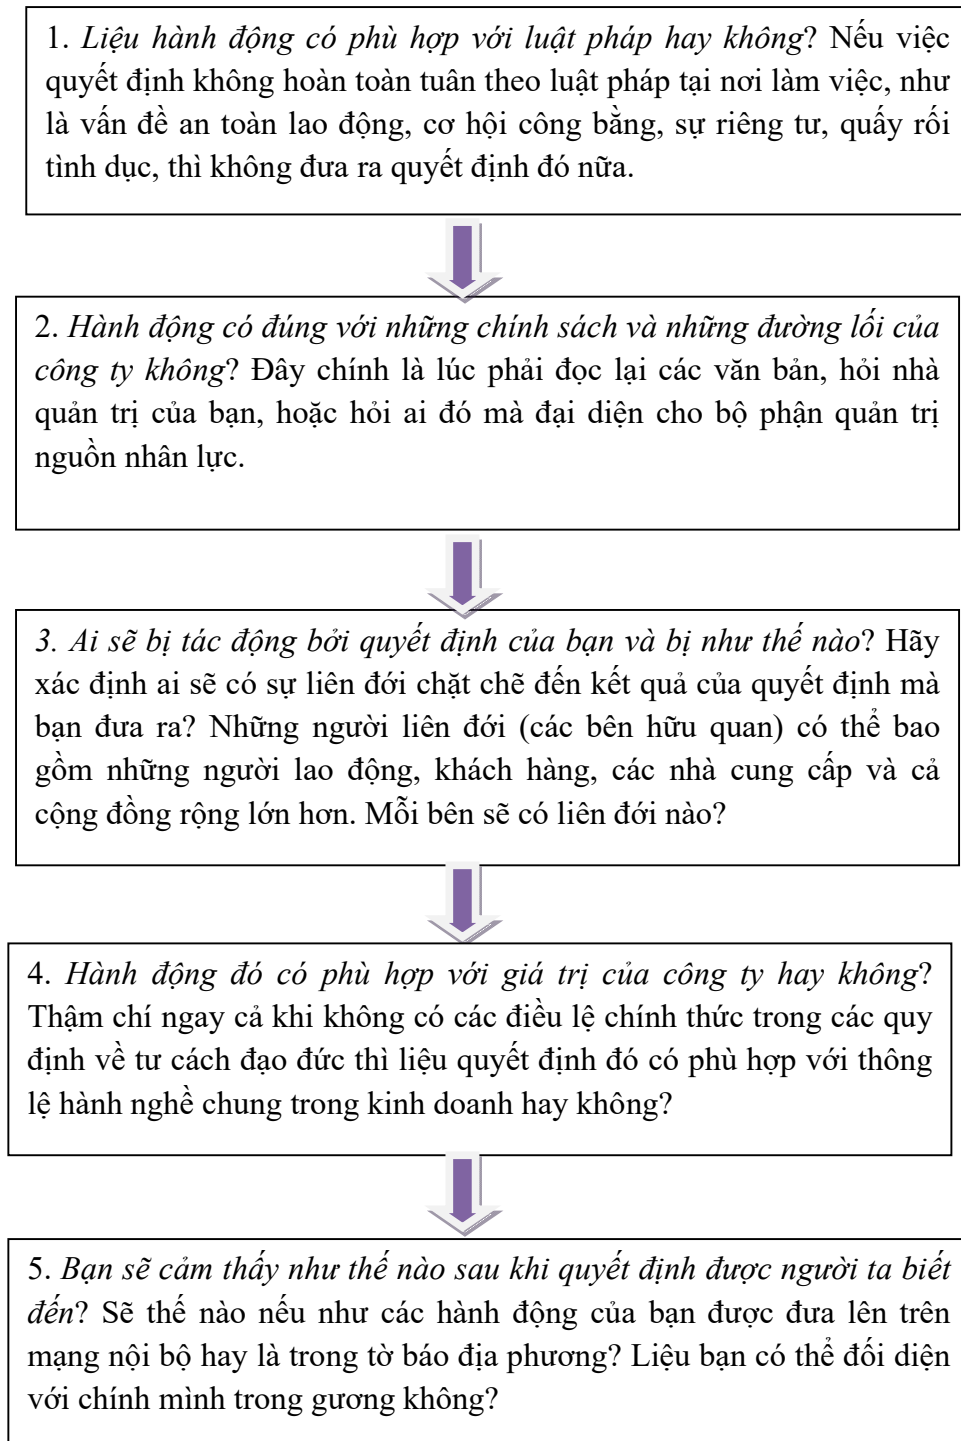 1. Liệu hành động có phù hợp với luật pháp hay không? Nếu việc
quyết định không hoàn toàn tuân theo luật pháp tại nơi làm việc, như
là vấn đề an toàn lao động, cơ hội công bằng, sự riêng tư, quấy rối
tình dục, thì không đưa ra quyết định đó nữa.
2. Hành động có đúng với những chính sách và những đường lối của
công ty không? Đây chính là lúc phải đọc lại các văn bản, hỏi nhà
quản trị của bạn, hoặc hỏi ai đó mà đại diện cho bộ phận quản trị
nguồn nhân lực.
3. Ai sẽ bị tác động bởi quyết định của bạn và bị như thế nào? Hãy
xác định ai sẽ có sự liên đới chặt chẽ đến kết quả của quyết định mà
bạn đưa ra? Những người liên đới (các bên hữu quan) có thể bao
gồm những người lao động, khách hàng, các nhà cung cấp và cả
cộng đồng rộng lớn hơn. Mỗi bên sẽ có liên đới nào?
4. Hành động đó có phù hợp với giá trị của công ty hay không?
Thậm chí ngay cả khi không có các điều lệ chính thức trong các quy
định về tư cách đạo đức thì liệu quyết định đó có phù hợp với thông
lệ hành nghề chung trong kinh doanh hay không?
5. Bạn sẽ cảm thấy như thế nào sau khi quyết định được người ta biết
đến? Sẽ thế nào nếu như các hành động của bạn được đưa lên trên
mạng nội bộ hay là trong tờ báo địa phương? Liệu bạn có thể đối diện
với chính mình trong gương không?